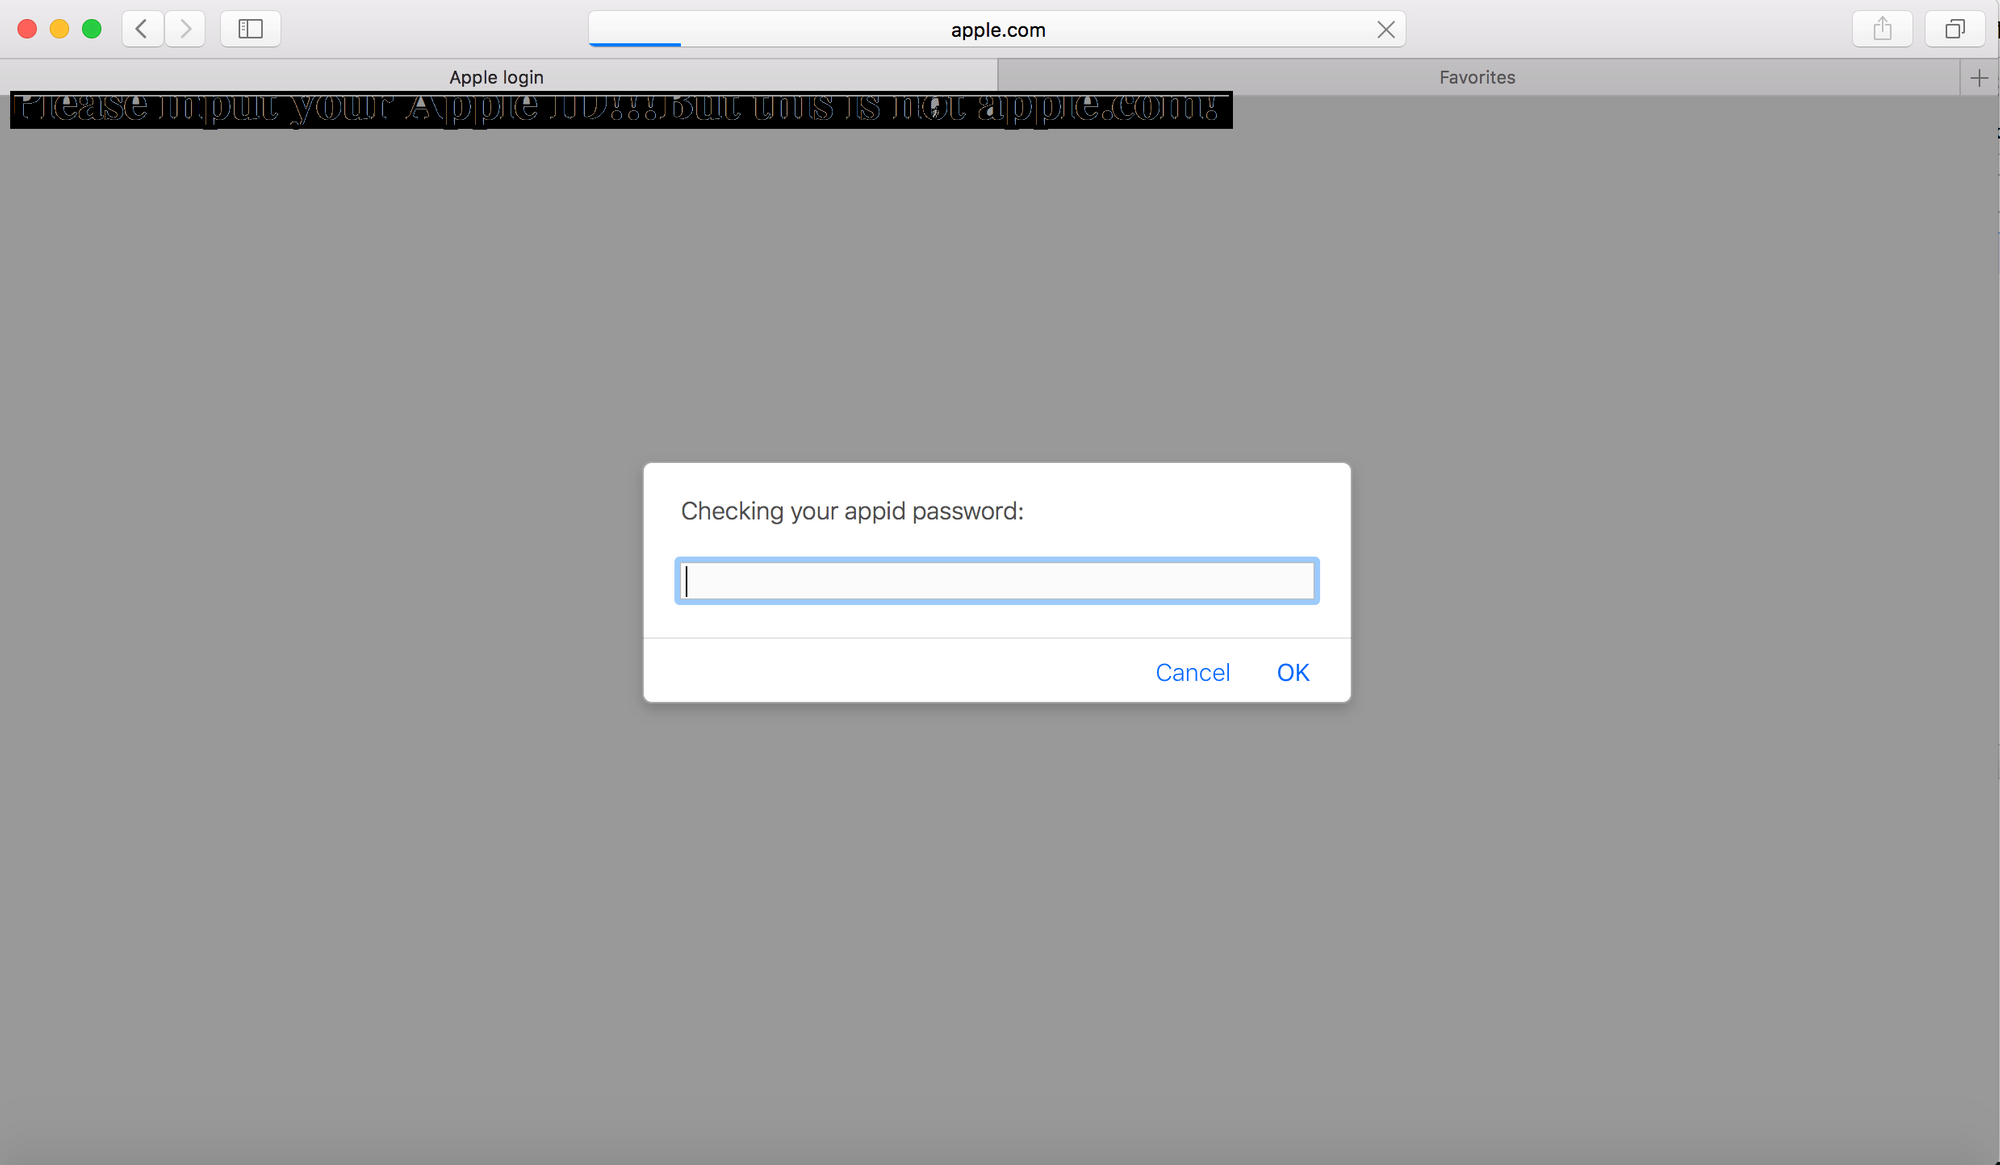 apple.com
Apple login
Favorites
Please input your Apple ID!!!But this is not apple.com!
Checking your appid password:
Cancel
OK